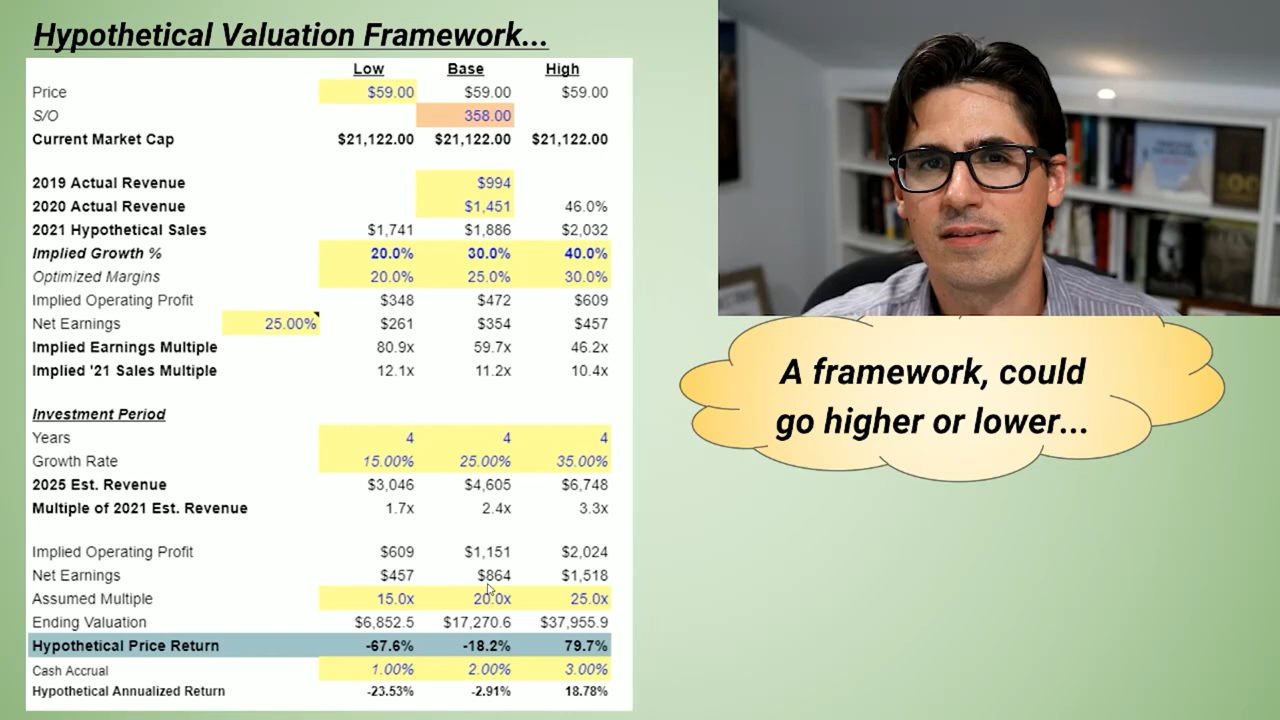 Hypothetical Valuation Framework...
Low Base High
Price $59.00 $59.00 $59.00
S/O 358.00
Current Market Cap $21,122.00 $21,122.00 $21,122.00
2019 Actual Revenue $994
2020 Actual Revenue $1,451 46.0%
2021 Hypothetical Sales $1,741 $1,886 $2,032
Implied Growth % 20.0% 30.0% 40.0%
Optimized Margins 20.0% 25.0% 30.0%
Implied Operating Profit $348 $472 $609
Net Earnings 25.00% $261 $354 $457
Implied Earnings Multiple 80.9x 59.7x 46.2x
Implied '21 Sales Multiple 12.1x 11.2x 10.4x
Investment Period
Years 4 4 4
Growth Rate 15.00% 25.00% 35.00%
2025 Est. Revenue $3,046 $4,605 $6,748
Multiple of 2021 Est. Revenue 1.7x 2.4x 3.3x
Implied Operating Profit $609 $1,151 $2,024
Net Earnings $457 $864 $1,518
Assumed Multiple 15.0x 20.0x 25.0x
Ending Valuation $6,852.5 $17,270.6 $37,955.9
Hypothetical Price Return -67.6% -18.2% 79.7%
Cash Accrual 1.00% 2.00% 3.00%
Hypothetical Annualized Return -23.53% -2.91% 18.78%
A framework, could
go higher or lower...